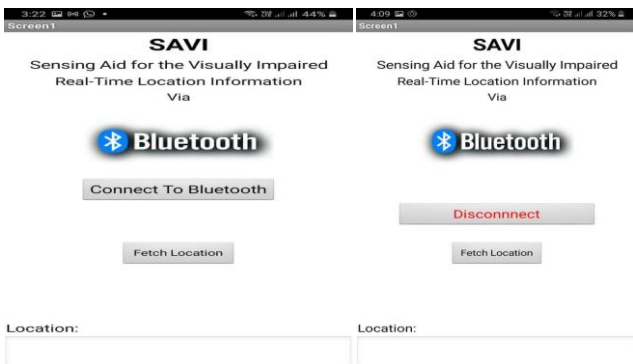 3:22
44%
Screen1
SAVI
Sensing Aid for the Visually Impaired
Real-Time Location Information
Via
Bluetooth
Connect To Bluetooth
Fetch Location
Location:
4:09
32%
Screen1
SAVI
Sensing Aid for the Visually Impaired
Real-Time Location Information
Via
Bluetooth
Disconnnect
Fetch Location
Location: